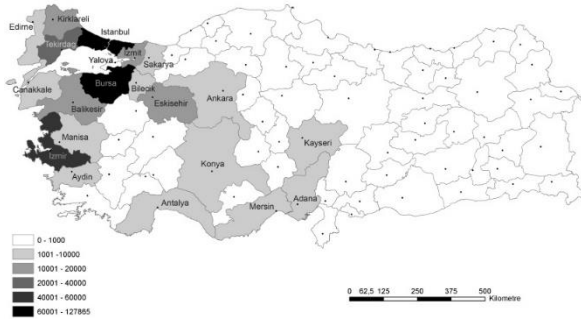 Edirne
Kirklareli
Istanbul
Tekirdag
Yalova
Izmit
Sakarya
Canakkale
Bursa
Bilecik
Balikesir
Eskisehir
Ankara
Manisa
Izmir
Kayseri
Konya
Aydin
Antalya
Mersin
Adana
0 - 1000
1001 - 10000
10001 - 20000
20001 - 40000
40001 - 60000
60001 - 127865
0 62,5 125 250 375 500
Kilometre